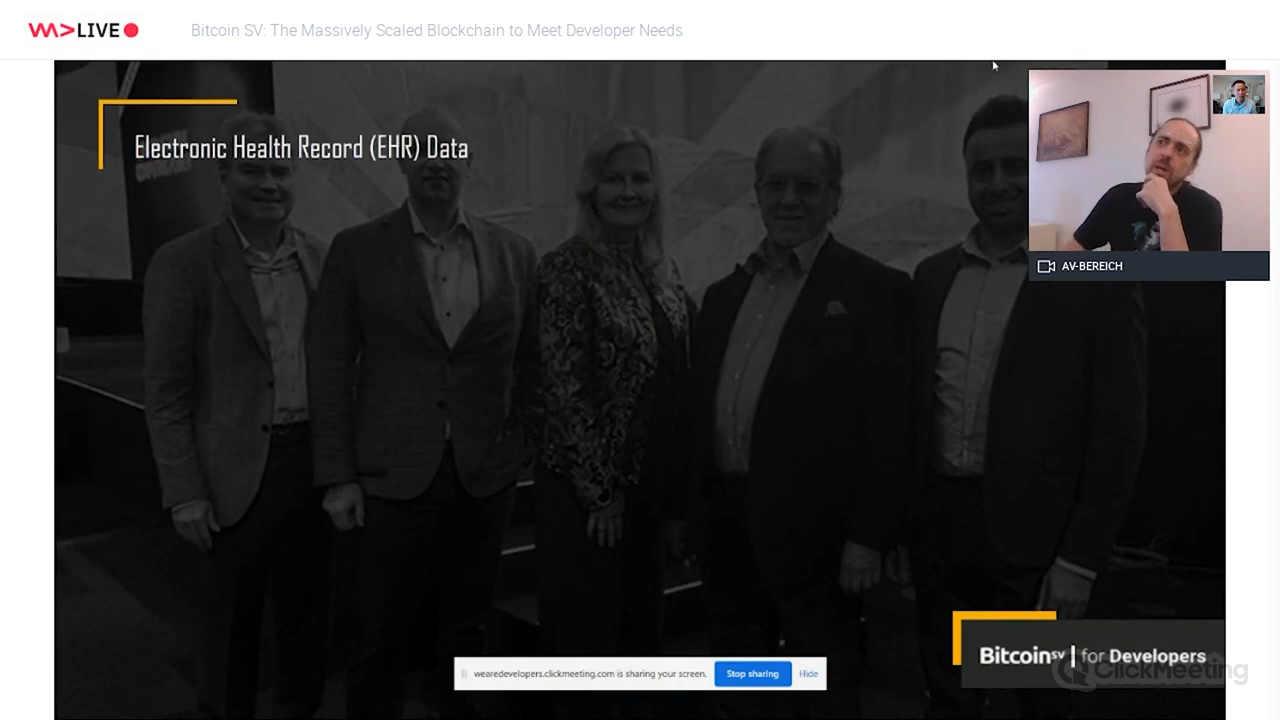 LIVE
Bitcoin SV: The Massively Scaled Blockchain to Meet Developer Needs
Electronic Health Record (EHR) Data
AV-BEREICH
wearedevelopers.clickmeeting.com is sharing your screen.
Stop sharing
Hide
Bitcoin SV | for Developers
ClickMeeting